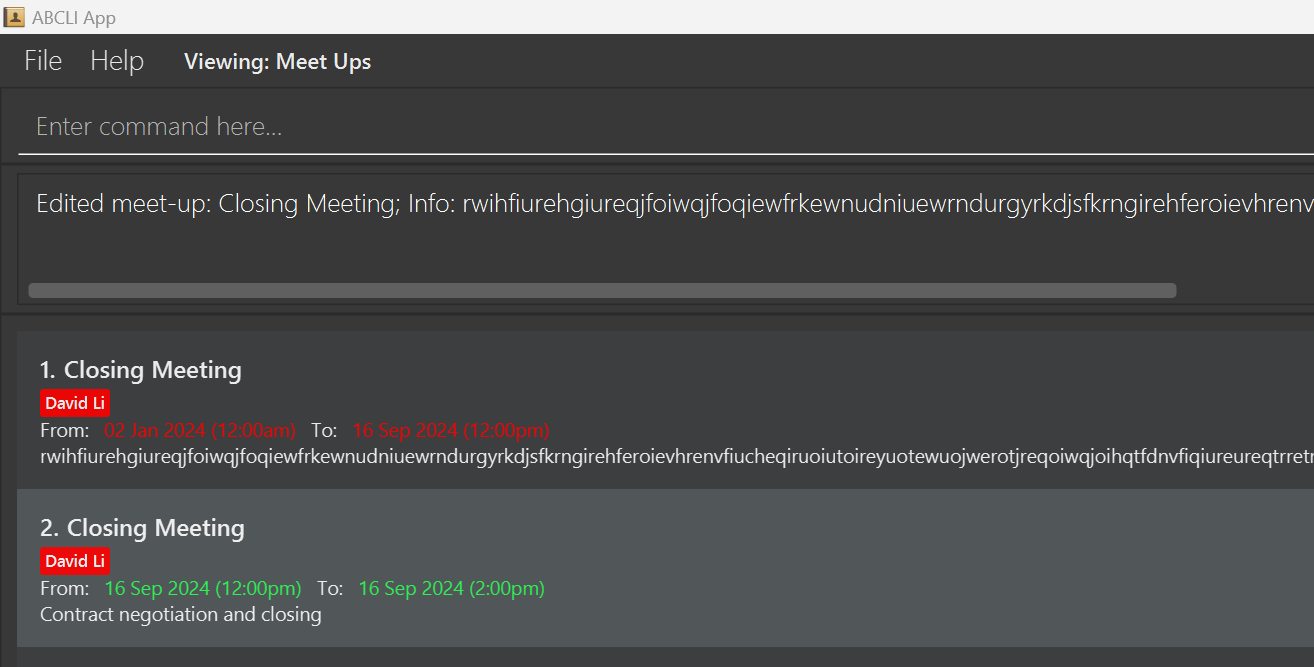 ABCLI App
File Help Viewing: Meet Ups
Enter command here...
Edited meet-up: Closing Meeting; Info: rwihfiurehgiureqjfoiwqjfoqiewfrkewnudniuewrndurgyrkdjsfkrngirehferoievhrenv
1. Closing Meeting
David Li
From: 02 Jan 2024 (12:00am) To: 16 Sep 2024 (12:00pm)
rwihfiurehgiureqjfoiwqjfoqiewfrkewnudniuewrndurgyrkdjsfkrngirehferoievhrenvfiucheqiruoiutoireyuotewuojwerotjreqoiwqjoihqtfdnvfiqiureureqtrretr
2. Closing Meeting
David Li
From: 16 Sep 2024 (12:00pm) To: 16 Sep 2024 (2:00pm)
Contract negotiation and closing